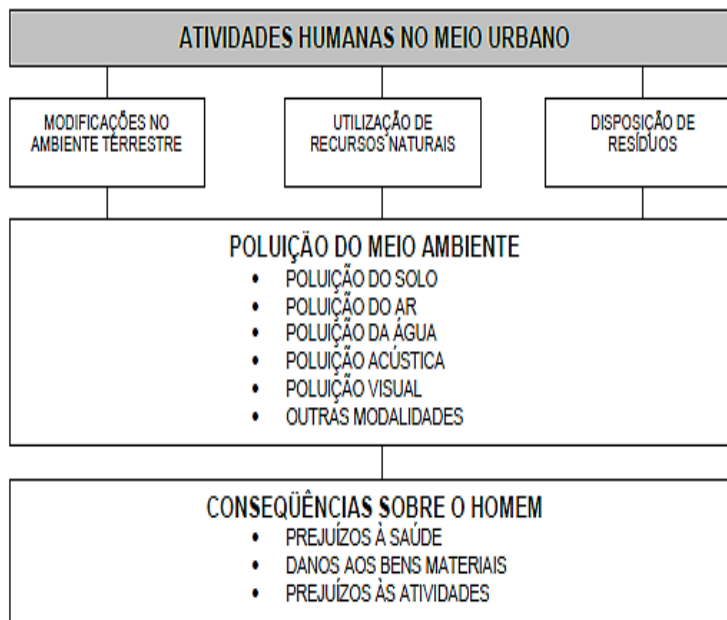 ATIVIDADES HUMANAS NO MEIO URBANO
MODIFICAÇÕES NO
AMBIENTE TERRESTRE
UTILIZAÇÃO DE
RECURSOS NATURAIS
DISPOSIÇÃO DE
RESÍDUOS
POLUIÇÃO DO MEIO AMBIENTE
• POLUIÇÃO DO SOLO
• POLUIÇÃO DO AR
• POLUIÇÃO DA ÁGUA
• POLUIÇÃO ACÚSTICA
• POLUIÇÃO VISUAL
• OUTRAS MODALIDADES
CONSEQÜÊNCIAS SOBRE O HOMEM
• PREJUÍZOS À SAÚDE
• DANOS AOS BENS MATERIAIS
• PREJUÍZOS ÀS ATIVIDADES